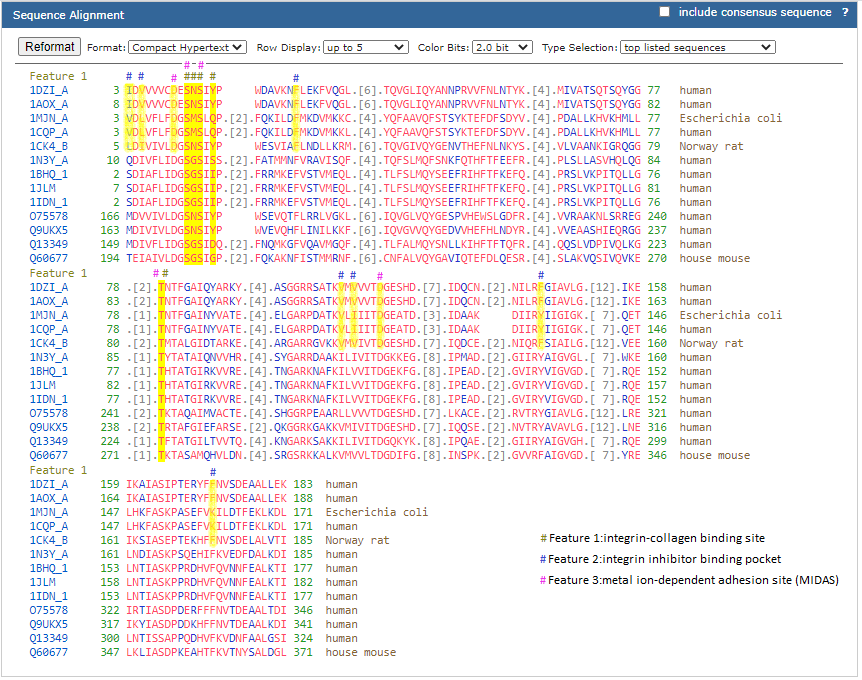 Sequence Alignment
include consensus sequence ?
Reformat Format: Compact Hypertext Row Display: up to 5 Color Bits: 2.0 bit Type Selection: top listed sequences
# #
Feature 1 # # # ### # #
1DZI_A 3 IDVVVVCDESNSIYP WDAVKNFLEKFVQGL.[6].TQVGLIQYANNPRVVFNLNTYK.[4].MIVATSQTSQYGG 77 human
1AOX_A 8 IDVVVVCDESNSIYP WDAVKNFLEKFVQGL.[6].TQVGLIQYANNPRVVFNLNTYK.[4].MIVATSQTSQYGG 82 human
1MJN_A 3 VDLVFLFDGSMSLQP.[2].FQKILDFMKDVMKKC.[4].YQFAAVQFSTSYKTEFDFSDYV.[4].PDALLKHVKHMLL 77 Escherichia coli
1CQP_A 3 VDLVFLFDGSMSLQP.[2].FQKILDFMKDVMKKL.[4].YQFAAVQFSTSYKTEFDFSDYV.[4].PDALLKHVKHMLL 77 human
1CK4_B 5 LDIVIVLDGSNSIYP WESVIAFLNDLLKRM.[6].TQVGIVQYGENVTHEFNLNKYS.[4].VLVAANKIGRQGG 79 Norway rat
1N3Y_A 10 QDIVFLIDGSGSISS.[2].FATMMNFVRAVISQF.[4].TQFSLMQFSNKFQTHFTFEEFR.[4].PLSLLASVHQLQG 84 human
1BHQ_1 2 SDIAFLIDGSGSIIP.[2].FRRMKEFVSTVMEQL.[4].TLFSLMQYSEEFRIHFTFKEFQ.[4].PRSLVKPITQLLG 76 human
1JLM 7 SDIAFLIDGSGSIIP.[2].FRRMKEFVSTVMEQF.[4].TLFSLMQYSEEFRIHFTFKEFQ.[4].PRSLVKPITQLLG 81 human
1IDN_1 2 SDIAFLIDGSGSIIP.[2].FRRMKEFVSTVMEQL.[4].TLFSLMQYSEEFRIHFTFKEFQ.[4].PRSLVKPITQLLG 76 human
O75578 166 MDVVIVLDGSNSIYP WSEVQTFLRRLVGKL.[6].IQVGLVQYGESPVHEWSLGDFR.[4].VVRAAKNLSRREG 240 human
Q9UKX5 163 MDIVIVLDGSNSIYP WVEVQHFLINILKKF.[6].IQVGVVQYGEDVVHEFHLNDYR.[4].VVEAASHIEQRGG 237 human
Q13349 149 MDIVFLIDGSGSIDQ.[2].FNQMKGFVQAVMGQF.[4].TLFALMQYSNLLKIHFTFTQFR.[4].QQSLVDPIVQLKG 223 human
Q60677 194 TEIAIVLDGSGSIGP.[2].FQKAKNFISTMMRNF.[6].CNFALVQYGAVIQTEFDLQESR.[4].SLAKVQSIVQVKE 270 house mouse
Feature 1 # # # # # #
1DZI_A 78 .[2].TNTFGAIQYARKY.[4].ASGGRRSATKVMVVVTDGESHD.[7].IDQCN.[2].NILRFGIAVLG.[12].IKE 158 human
1AOX_A 83 .[2].TNTFGAIQYARKY.[4].ASGGRRSATKVMVVVTDGESHD.[7].IDQCN.[2].NILRFGIAVLG.[12].IKE 163 human
1MJN_A 78 .[1].TNTFGAINYVATE.[4].ELGARPDATKVLIIITDGEATD.[3].IDAAK DIIRYIIGIGK.[ 7].QET 146 Escherichia coli
1CQP_A 78 .[1].TNTFGAINYVATE.[4].ELGARPDATKVLIIITDGEATD.[3].IDAAK DIIRYIIGIGK.[ 7].QET 146 human
1CK4_B 80 .[2].TMTALGIDTARKE.[4].ARGARRGVKKVMVIVTDGESHD.[7].IQDCE.[2].NIQRFSIAILG.[12].VEE 160 Norway rat
1N3Y_A 85 .[1].TYTATAIQNVVHR.[4].SYGARRDAAKILIVITDGKKEG.[8].IPMAD.[2].GIIRYAIGVGL.[ 7].WKE 160 human
1BHQ_1 77 .[1].THTATGIRKVVRE.[4].TNGARKNAFKILVVITDGEKFG.[8].IPEAD.[2].GVIRYVIGVGD.[ 7].RQE 152 human
1JLM 82 .[1].THTATGIRKVVRE.[4].TNGARKNAFKILVVITDGEKFG.[7].IPEAD.[2].GVIRYVIGVGD.[ 7].RQE 157 human
1IDN_1 77 .[1].THTATGIRKVVRE.[4].TNGARKNAFKILVVITDGEKFG.[8].IPEAD.[2].GVIRYVIGVGD.[ 7].RQE 152 human
O75578 241 .[2].TKTAQAIMVACTE.[4].SHGGRPEAARLLVVVTDGESHD.[7].LKACE.[2].RVTRYGIAVLG.[12].LRE 321 human
Q9UKX5 238 .[2].TRTAFGIEFARSE.[2].QKGGRKGAKKVMIVITDGESHD.[7].IQQSE.[2].NVTRYAVAVLG.[12].LNE 316 human
Q13349 224 .[1].TFTATGILTVVTQ.[4].KNGARKSAKKILIVITDGQKYK.[8].IPQAE.[2].GIIRYAIGVGH.[ 7].RQE 299 human
Q60677 271 .[1].TKTASAMQHVLDN.[4].SRGSRKKALKVMVVLTDGDIFG.[8].INSPK.[2].GVVRFAIGVGD.[ 7].YRE 346 house mouse
Feature 1 #
1DZI_A 159 IKAIASIPTERYFFNVSDEAALLEK 183 human
1AOX_A 164 IKAIASIPTERYFFNVSDEAALLEK 188 human
1MJN_A 147 LHKFASKPASEFVKILDTFEKLKDL 171 Escherichia coli
1CQP_A 147 LHKFASKPASEFVKILDTFEKLKDL 171 human
1CK4_B 161 IKSIASEPTEKHFFNVSDELALVTI 185 Norway rat
1N3Y_A 161 LNDIASKPSQEHIFKVEDFDALKDI 185 human
1BHQ_1 153 LNTIASKPPRDHVFQVNNFEALKTI 177 human
1JLM 158 LNTIASKPPRDHVFQVNNFEALKTI 182 human
1IDN_1 153 LNTIASKPPRDHVFQVNNFEALKTI 177 human
O75578 322 IRTIASDPDERFFFNVTDEAALTDI 346 human
Q9UKX5 317 IKYIASDPDDKHFFNVTDEAALKDI 341 human
Q13349 300 LNTISSAPPQDHVFKVDNFAALGSI 324 human
Q60677 347 LKLIASDPKEAHTFKVTNYSALDGL 371 house mouse
# Feature 1:integrin-collagen binding site
# Feature 2:integrin inhibitor binding pocket
# Feature 3:metal ion-dependent adhesion site (MIDAS)